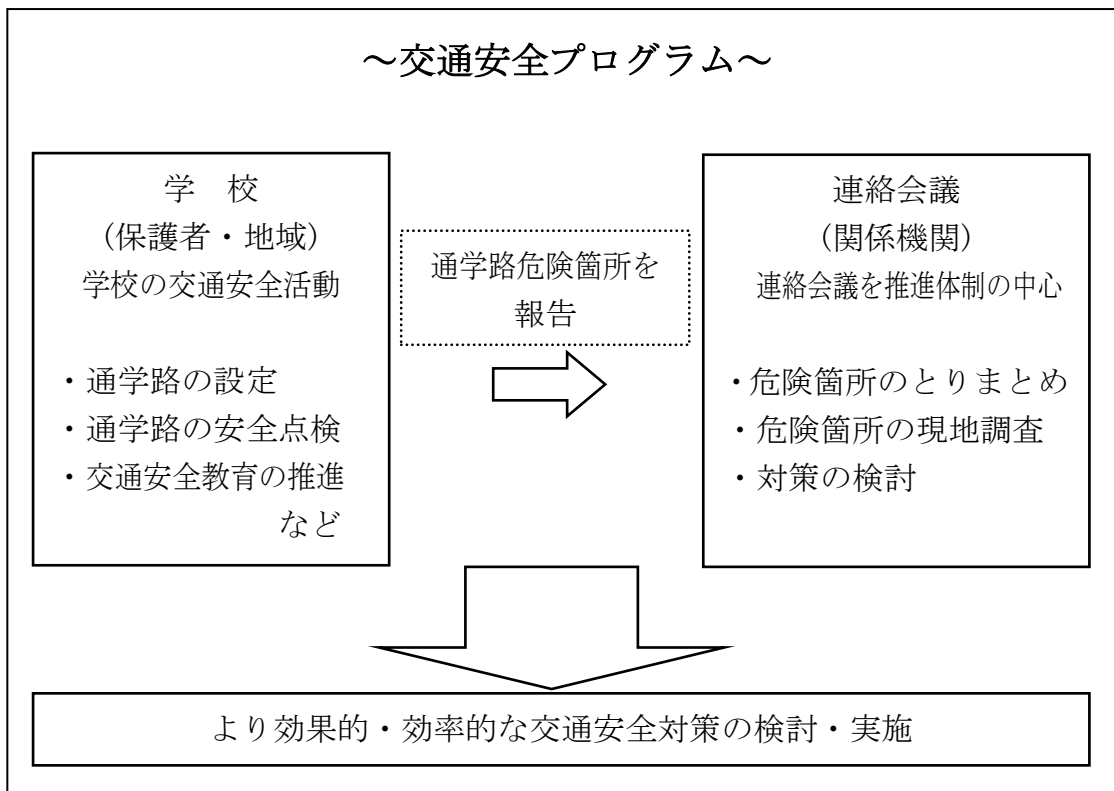 ～交通安全プログラム～
学　校
（保護者・地域）
学校の交通安全活動
・通学路の設定
・通学路の安全点検
・交通安全教育の推進
など
通学路危険箇所を
報告
連絡会議
（関係機関）
連絡会議を推進体制の中心
・危険箇所のとりまとめ
・危険箇所の現地調査
・対策の検討
より効果的・効率的な交通安全対策の検討・実施